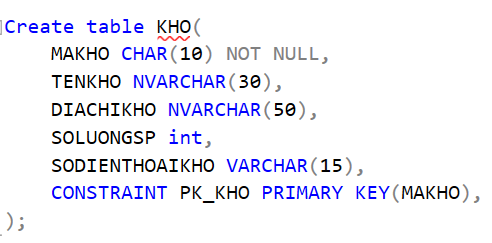 Create table KHO(
MAKHO CHAR(10) NOT NULL,
TENKHO NVARCHAR(30),
DIACHIKHO NVARCHAR(50),
SOLUONGSP int,
SODIENTHOAIKHO VARCHAR(15),
CONSTRAINT PK_KHO PRIMARY KEY(MAKHO),
);